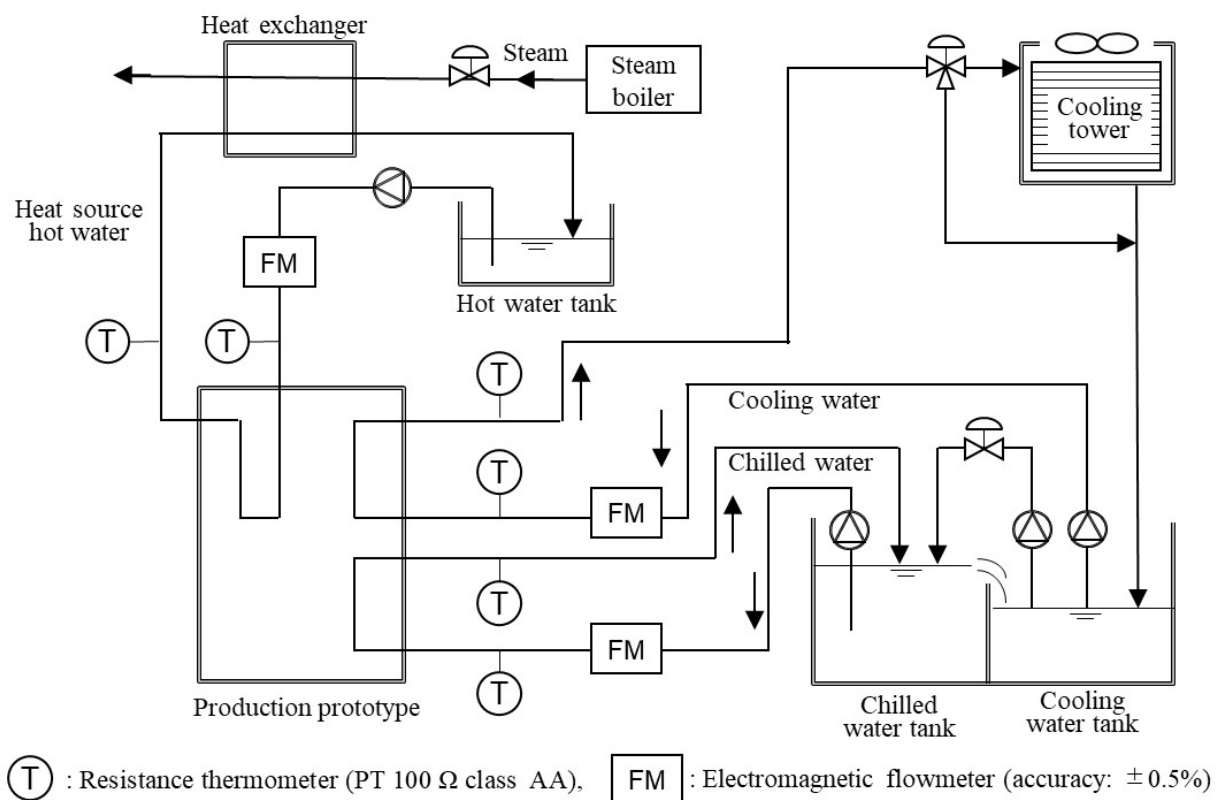 Heat exchanger
Steam
Steam
boiler
Cooling
tower
Heat source
hot water
FM
Hot water tank
T
T
T
Cooling water
T
Chilled water
FM
T
FM
T
Production prototype
Chilled
water tank
Cooling
water tank
T : Resistance thermometer (PT 100 Ω class AA), FM : Electromagnetic flowmeter (accuracy: ±0.5%)